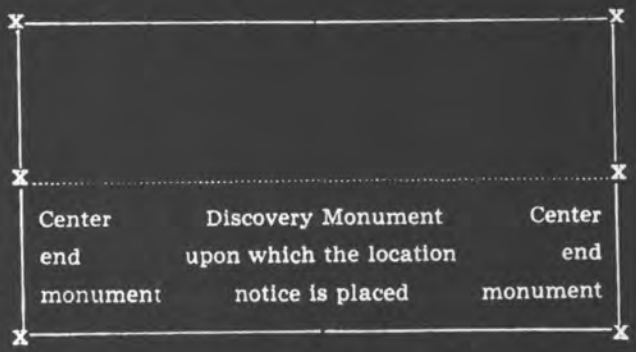 X X
X X
Center Discovery Monument Center
end upon which the location end
monument notice is placed monument
X X